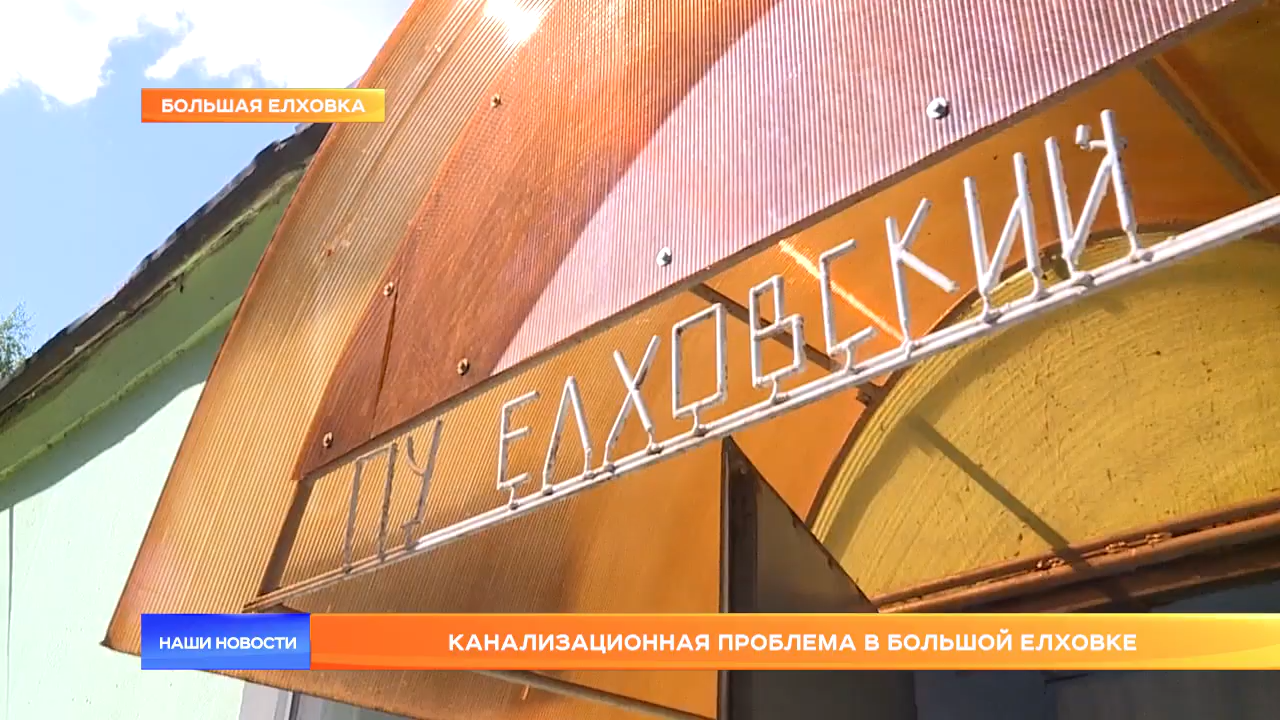 БОЛЬШАЯ ЕЛХОВКА
ПУ ЕЛХОВСКИЙ
НАШИ НОВОСТИ
КАНАЛИЗАЦИОННАЯ ПРОБЛЕМА В БОЛЬШОЙ ЕЛХОВКЕ